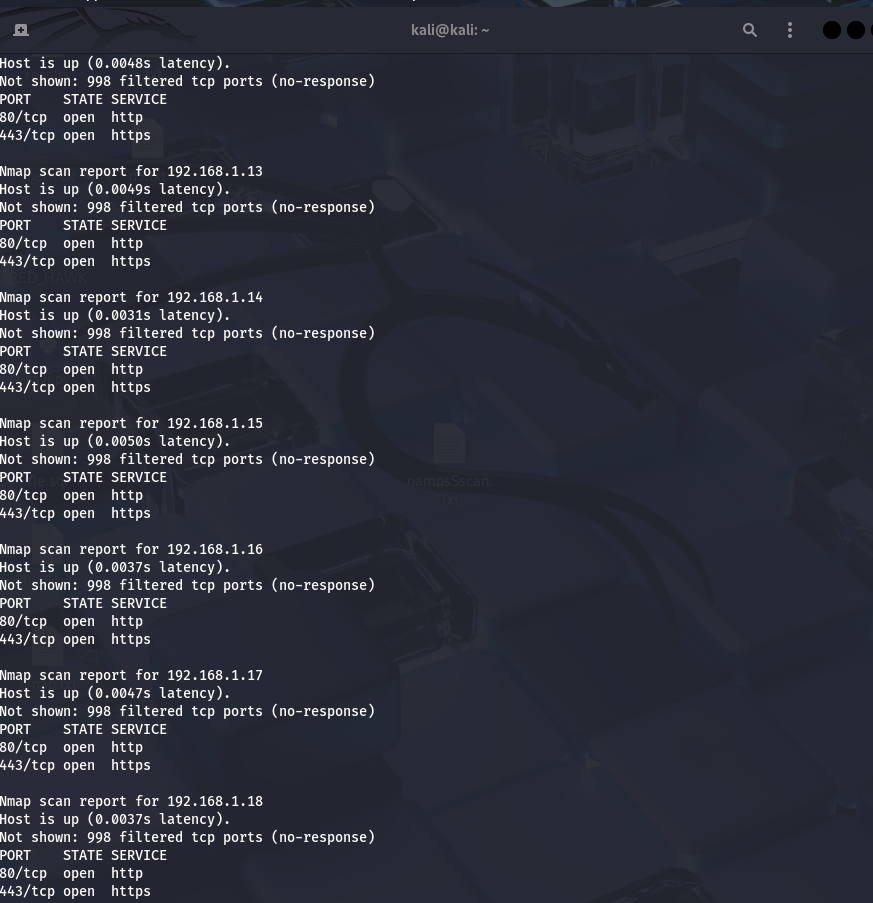 kali@kali: ~
Host is up (0.0048s latency).
Not shown: 998 filtered tcp ports (no-response)
PORT    STATE SERVICE
80/tcp  open  http
443/tcp open  https
Nmap scan report for 192.168.1.13
Host is up (0.0049s latency).
Not shown: 998 filtered tcp ports (no-response)
PORT    STATE SERVICE
80/tcp  open  http
443/tcp open  https
RED_HAWK
Nmap scan report for 192.168.1.14
Host is up (0.0031s latency).
Not shown: 998 filtered tcp ports (no-response)
PORT    STATE SERVICE
80/tcp  open  http
443/tcp open  https
Nmap scan report for 192.168.1.15
Host is up (0.0050s latency).
Not shown: 998 filtered tcp ports (no-response)
PORT    STATE SERVICE
80/tcp  open  http
443/tcp open  https
Nmap scan report for 192.168.1.16
Host is up (0.0037s latency).
Not shown: 998 filtered tcp ports (no-response)
PORT    STATE SERVICE
80/tcp  open  http
443/tcp open  https
Nmap scan report for 192.168.1.17
Host is up (0.0047s latency).
Not shown: 998 filtered tcp ports (no-response)
PORT    STATE SERVICE
80/tcp  open  http
443/tcp open  https
Nmap scan report for 192.168.1.18
Host is up (0.0037s latency).
Not shown: 998 filtered tcp ports (no-response)
PORT    STATE SERVICE
80/tcp  open  http
443/tcp open  https